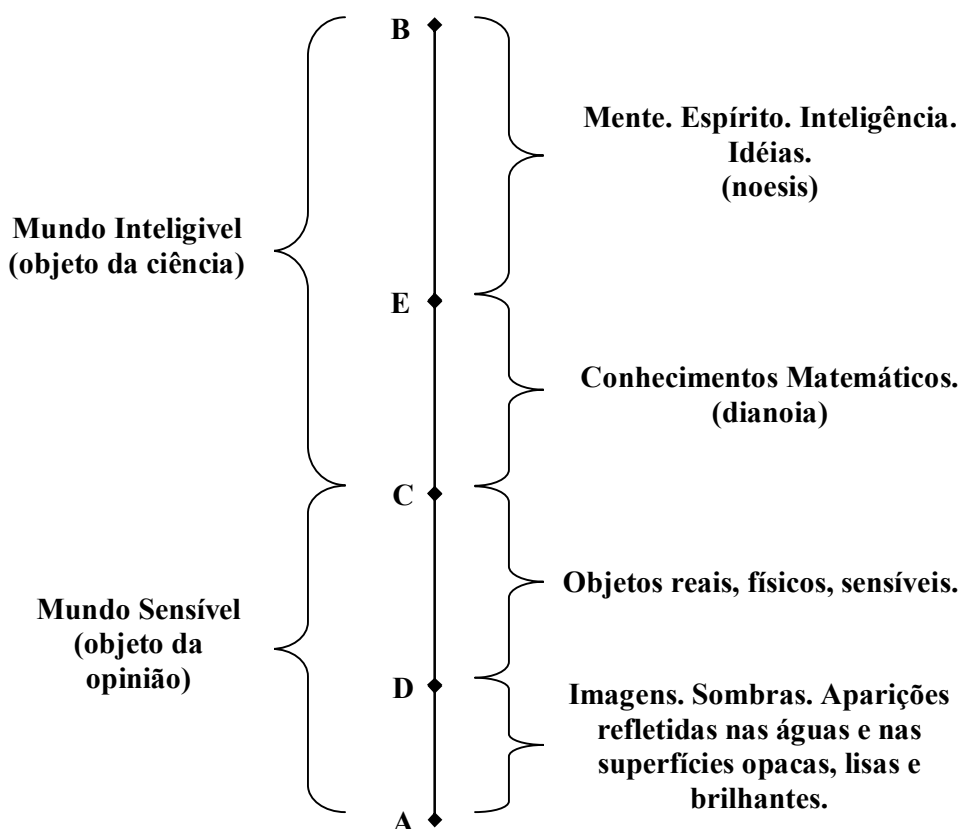 B
Mente. Espírito. Inteligência.
Idéias.
(noesis)
Mundo Inteligivel
(objeto da ciência)
E
Conhecimentos Matemáticos.
(dianoia)
C
Objetos reais, físicos, sensíveis.
Mundo Sensível
(objeto da
opinião)
D
Imagens. Sombras. Aparições
refletidas nas águas e nas
superfícies opacas, lisas e
brilhantes.
A